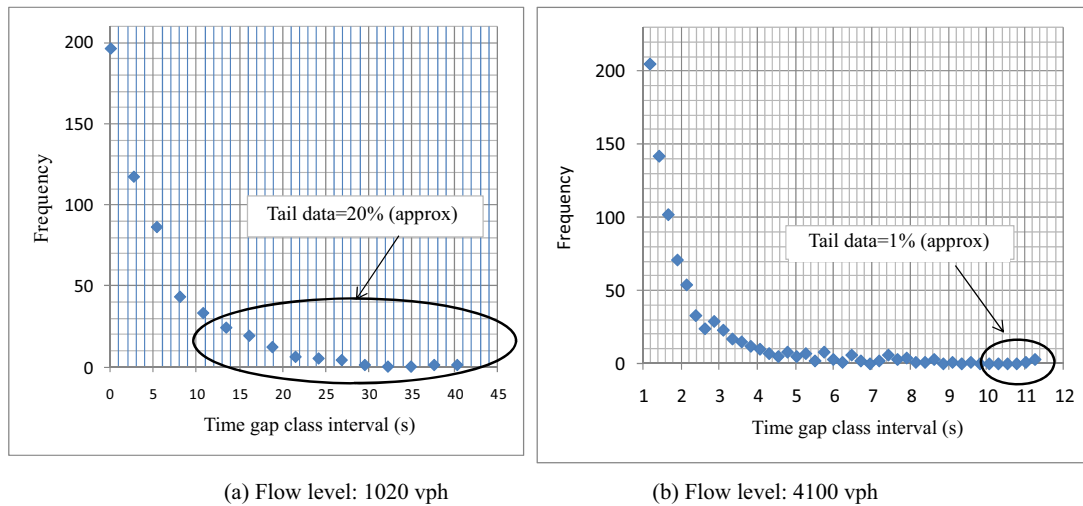 200
150
100
50
0
Frequency
Tail data=20% (approx)
0 5 10 15 20 25 30 35 40 45
Time gap class interval (s)
(a) Flow level: 1020 vph
200
150
100
50
0
Frequency
Tail data=1% (approx)
1 2 3 4 5 6 7 8 9 10 11 12
Time gap class interval (s)
(b) Flow level: 4100 vph